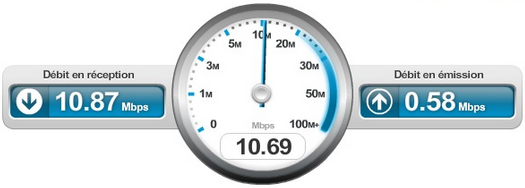 Débit en réception
10.87 Mbps
0
1M
3M
5M
10M
20M
30M
50M
100M+
Mbps
10.69
Débit en émission
0.58 Mbps